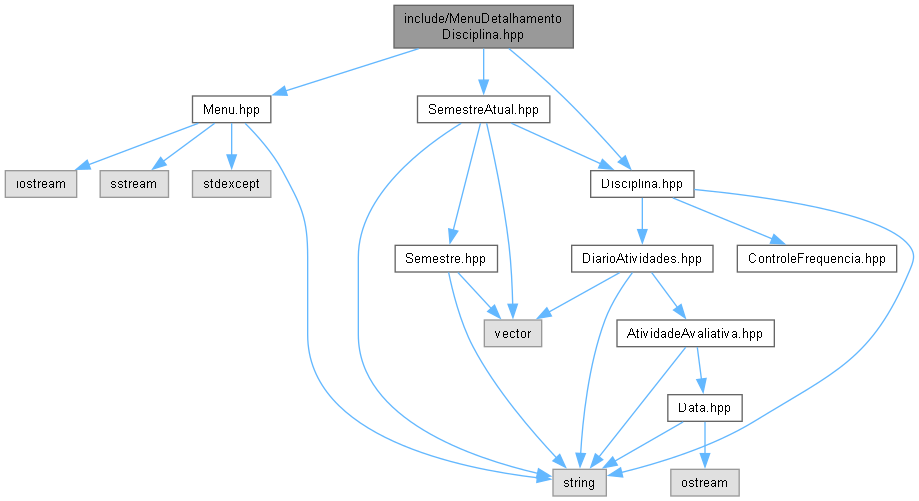 include/MenuDetalhamento
Disciplina.hpp
Menu.hpp
SemestreAtual.hpp
iostream
sstream
stdexcept
Disciplina.hpp
Semestre.hpp
DiarioAtividades.hpp
ControleFrequencia.hpp
vector
AtividadeAvaliativa.hpp
Data.hpp
string
ostream